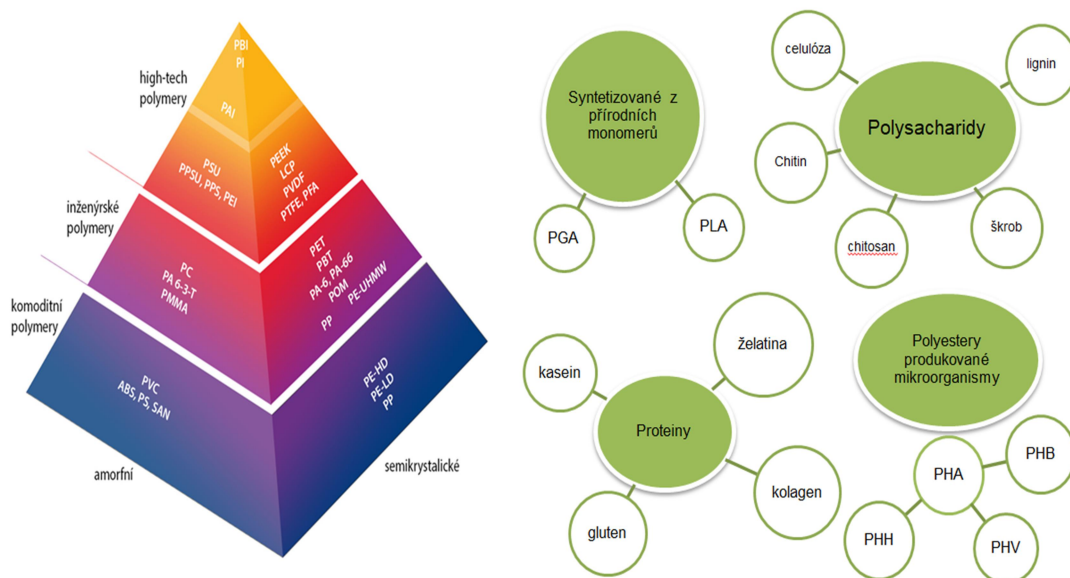 PBI
PI
high-tech
polymery
PAI
PSU
PPSU, PPS, PEI
PEEK
LCP
PVDF
PTFE, PFA
inženýrské
polymery
PC
PA 6-3-T
PMMA
PET
PBT
PA-6, PA-66
POM
PE-UHMW
PP
komoditní
polymery
PVC
ABS, PS, SAN
PE-HD
PE-LD
PP
amorfní
semikrystalické
Syntetizované z
přírodních
monomerů
PGA
PLA
celulóza
lignin
Polysacharidy
Chitin
chitosan
škrob
kasein
želatina
Proteiny
gluten
kolagen
Polyestery
produkované
mikroorganismy
PHA
PHB
PHH
PHV